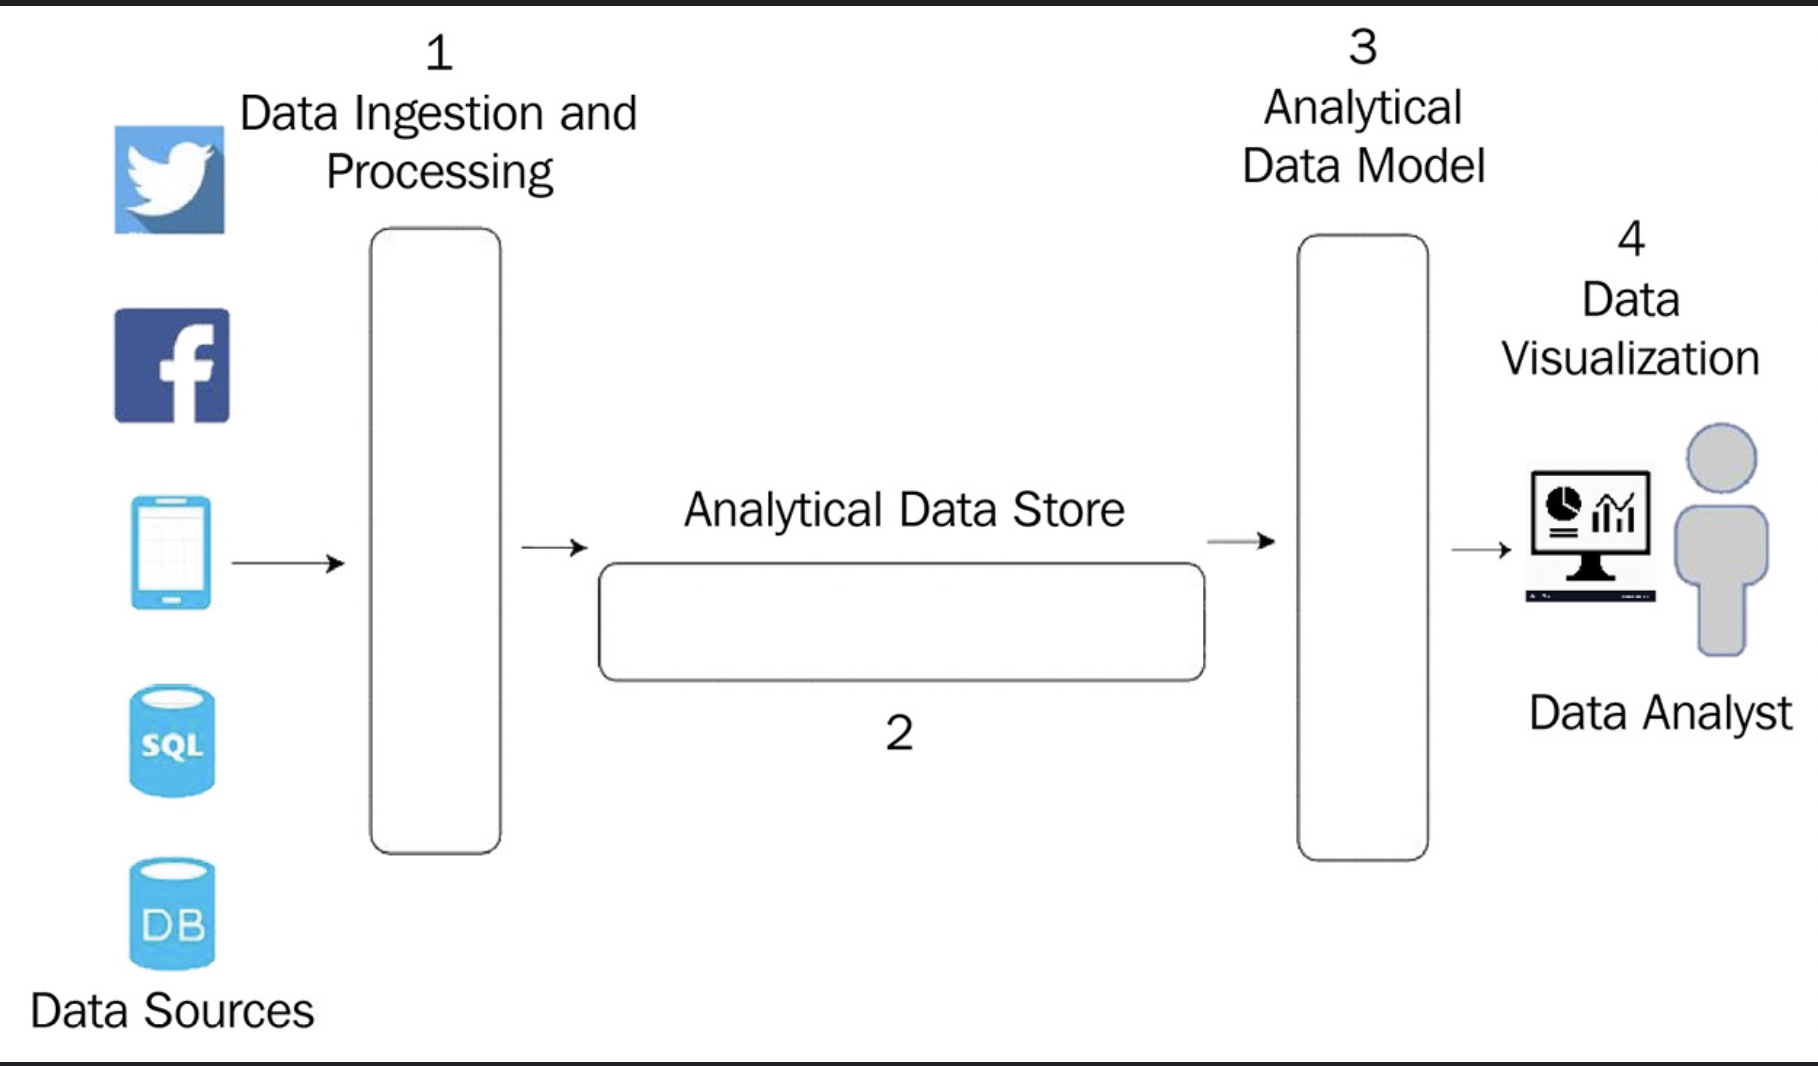 1
Data Ingestion and
Processing
3
Analytical
Data Model
4
Data
Visualization
f
Analytical Data Store
2
SQL
DB
Data Sources
Data Analyst